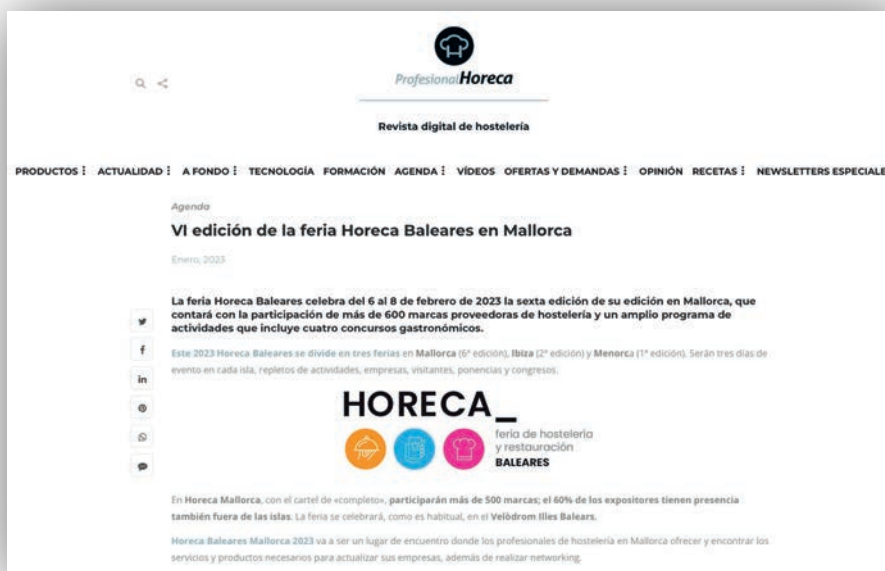 ProfesionalHoreca
Revista digital de hostelería
PRODUCTOS ACTUALIDAD A FONDO TECNOLOGÍA FORMACIÓN AGENDA VÍDEOS OFERTAS Y DEMANDAS OPINIÓN RECETAS NEWSLETTERS ESPECIALE
Agenda
VI edición de la feria Horeca Baleares en Mallorca
Enero, 2023
La feria Horeca Baleares celebra del 6 al 8 de febrero de 2023 la sexta edición de su edición en Mallorca, que
contará con la participación de más de 600 marcas proveedoras de hostelería y un amplio programa de
actividades que incluye cuatro concursos gastronómicos.
Este 2023 Horeca Baleares se divide en tres ferias en Mallorca (6ª edición), Ibiza (2ª edición) y Menorca (1ª edición). Serán tres días de
evento en cada isla, repletos de actividades, empresas, visitantes, ponencias y congresos.
HORECA_
feria de hostelería
y restauración
BALEARES
En Horeca Mallorca, con el cartel de «completo», participarán más de 500 marcas; el 60% de los expositores tienen presencia
también fuera de las islas. La feria se celebrará, como es habitual, en el Velòdrom Illes Balears.
Horeca Baleares Mallorca 2023 va a ser un lugar de encuentro donde los profesionales de hostelería en Mallorca ofrecer y encontrar los
servicios y productos necesarios para actualizar sus empresas, además de realizar networking.